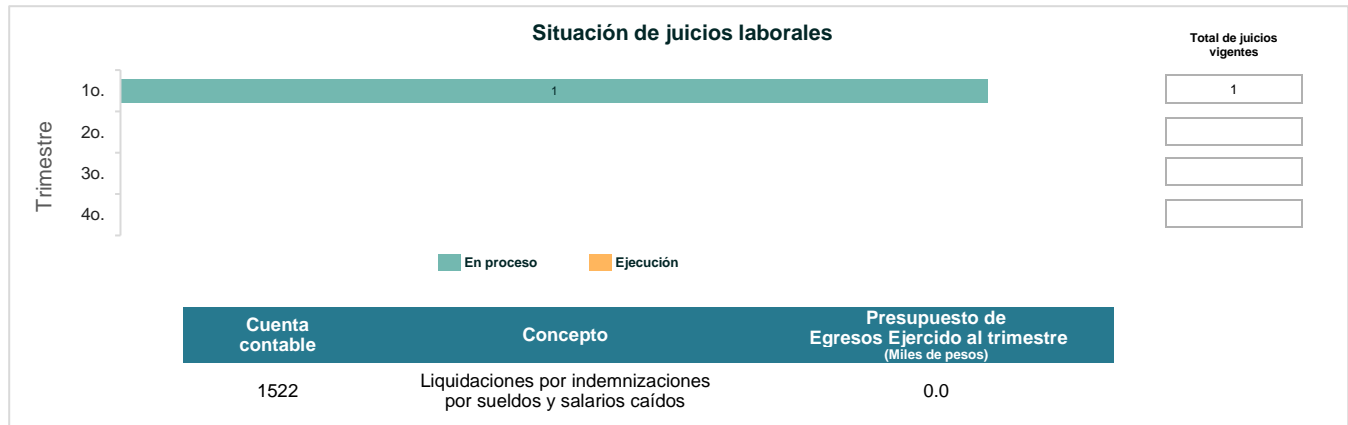 Situación de juicios laborales
Total de juicios
vigentes
Trimestre
1o.
1
1
2o.
3o.
4o.
En proceso
Ejecución
Cuenta
contable
Concepto
Presupuesto de
Egresos Ejercido al trimestre
(Miles de pesos)
1522
Liquidaciones por indemnizaciones
por sueldos y salarios caídos
0.0